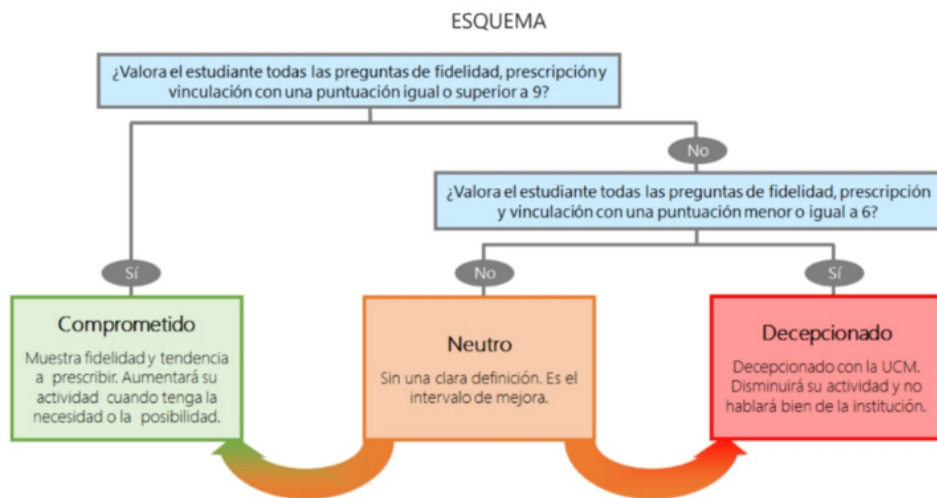 ESQUEMA
¿Valora el estudiante todas las preguntas de fidelidad, prescripción y
vinculación con una puntuación igual o superior a 9?
No
¿Valora el estudiante todas las preguntas de fidelidad, prescripción
y vinculación con una puntuación menor o igual a 6?
Sí
No
Sí
Comprometido
Muestra fidelidad y tendencia
a prescribir. Aumentará su
actividad cuando tenga la
necesidad o la posibilidad.
Neutro
Sin una clara definición. Es el
intervalo de mejora.
Decepcionado
Decepcionado con la UCM.
Disminuirá su actividad y no
hablará bien de la institución.